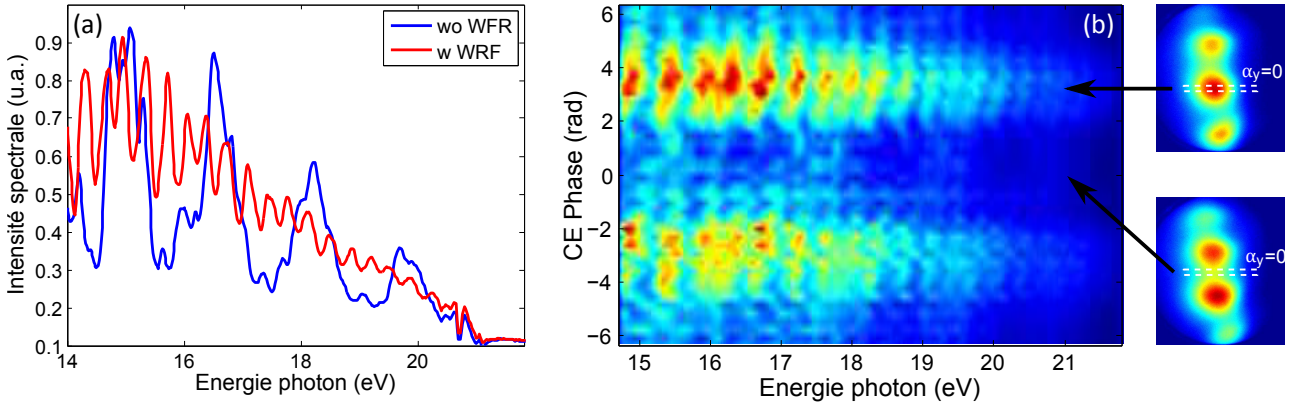 (a)
wo WFR
w WRF
Intensité spectrale (u.a.)
0.9
0.8
0.7
0.6
0.5
0.4
0.3
0.2
0.1
14
16
18
20
Energie photon (eV)
(b)
CE Phase (rad)
6
4
2
0
−2
−4
−6
15
16
17
18
19
20
21
Energie photon (eV)
αy=0
αy=0